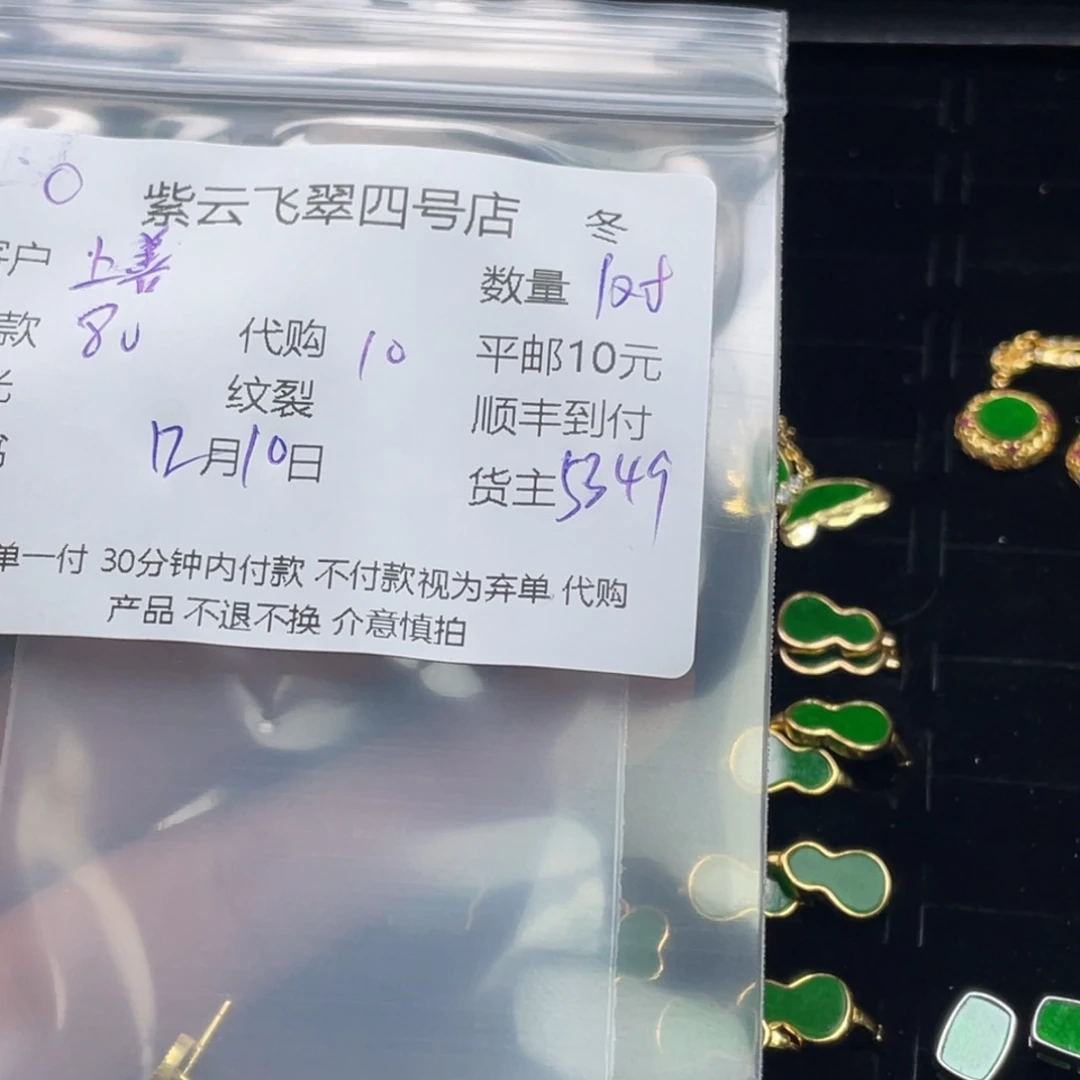 紫云飞翠四号店 冬
客户 上善 数量 1对
款 80 代购 10 平邮10元
纹裂 顺丰到付
12月10日 货主5349
单一付 30分钟内付款 不付款视为弃单 代购
产品 不退不换 介意慎拍